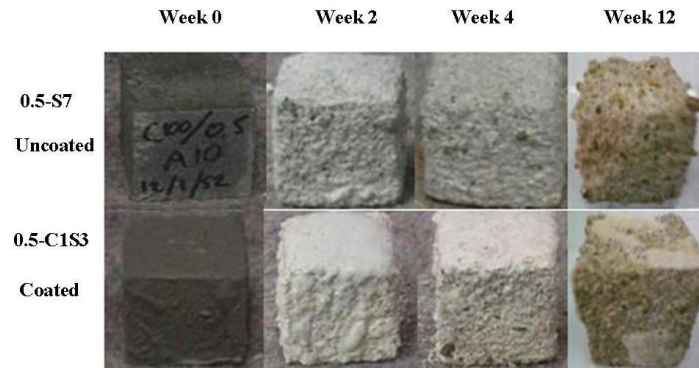 Week 0 Week 2 Week 4 Week 12
0.5-S7
Uncoated
C100/0.5
A10
12/1/52
0.5-C1S3
Coated